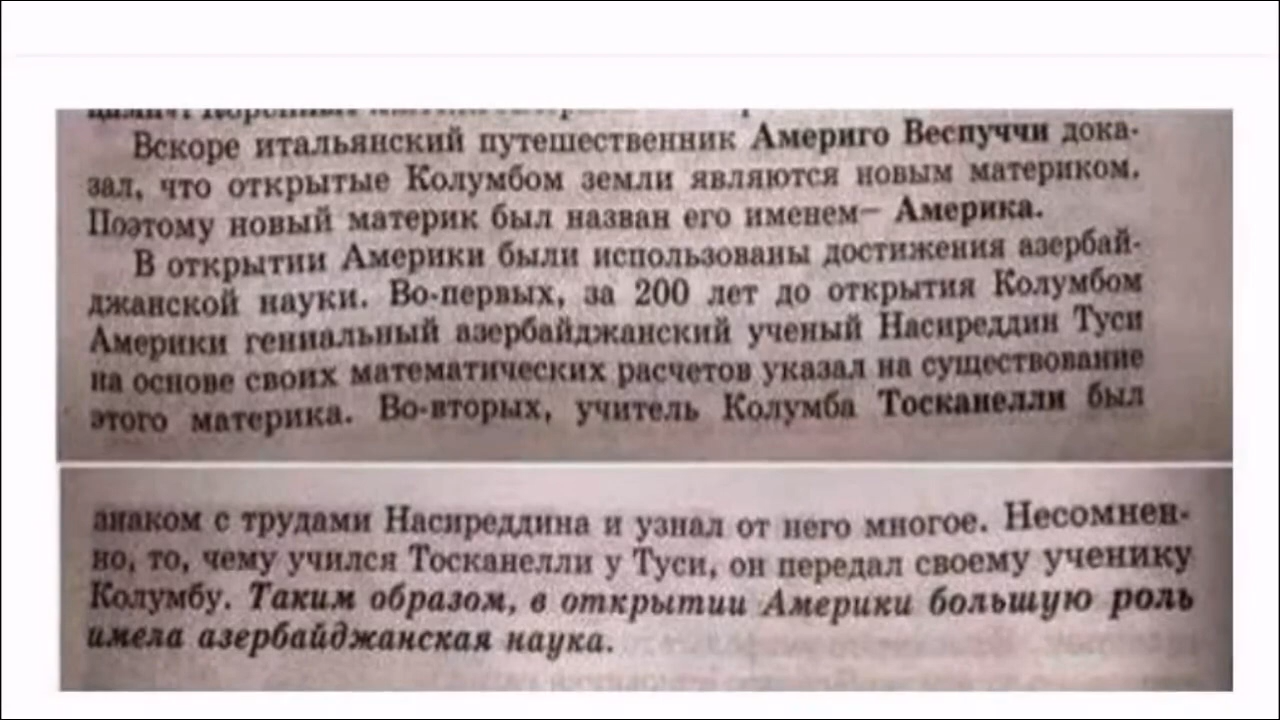 Вскоре итальянский путешественник Америго Веспуччи дока-
зал, что открытые Колумбом земли являются новым материком.
Поэтому новый материк был назван его именем— Америка.
В открытии Америки были использованы достижения азербай-
джанской науки. Во-первых, за 200 лет до открытия Колумбом
Америки гениальный азербайджанский ученый Насиреддин Туси
на основе своих математических расчетов указал на существование
этого материка. Во-вторых, учитель Колумба Тосканелли был
знаком с трудами Насиреддина и узнал от него многое. Несомнен-
но, то, чему учился Тосканелли у Туси, он передал своему ученику
Колумбу. Таким образом, в открытии Америки большую роль
имела азербайджанская наука.